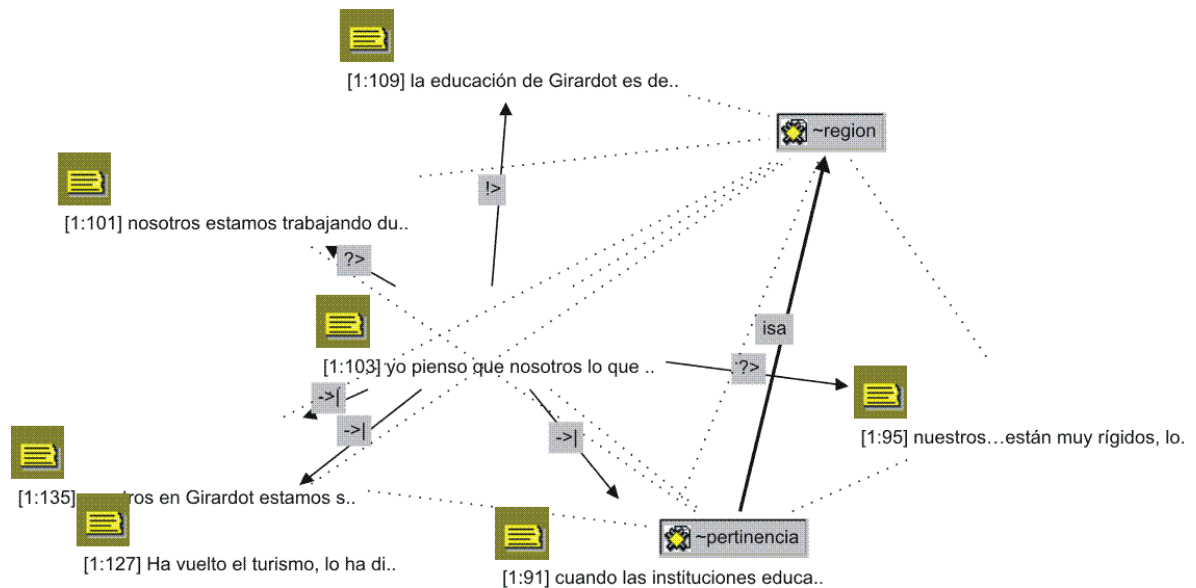 [1:109] la educación de Girardot es de..
~region
!>
[1:101] nosotros estamos trabajando du..
?>
isa
[1:103] yo pienso que nosotros lo que ..
?>
->|
->|
->|
[1:95] nuestros…están muy rígidos, lo.
[1:135] tros en Girardot estamos s..
~pertinencia
[1:127] Ha vuelto el turismo, lo ha di..
[1:91] cuando las instituciones educa..